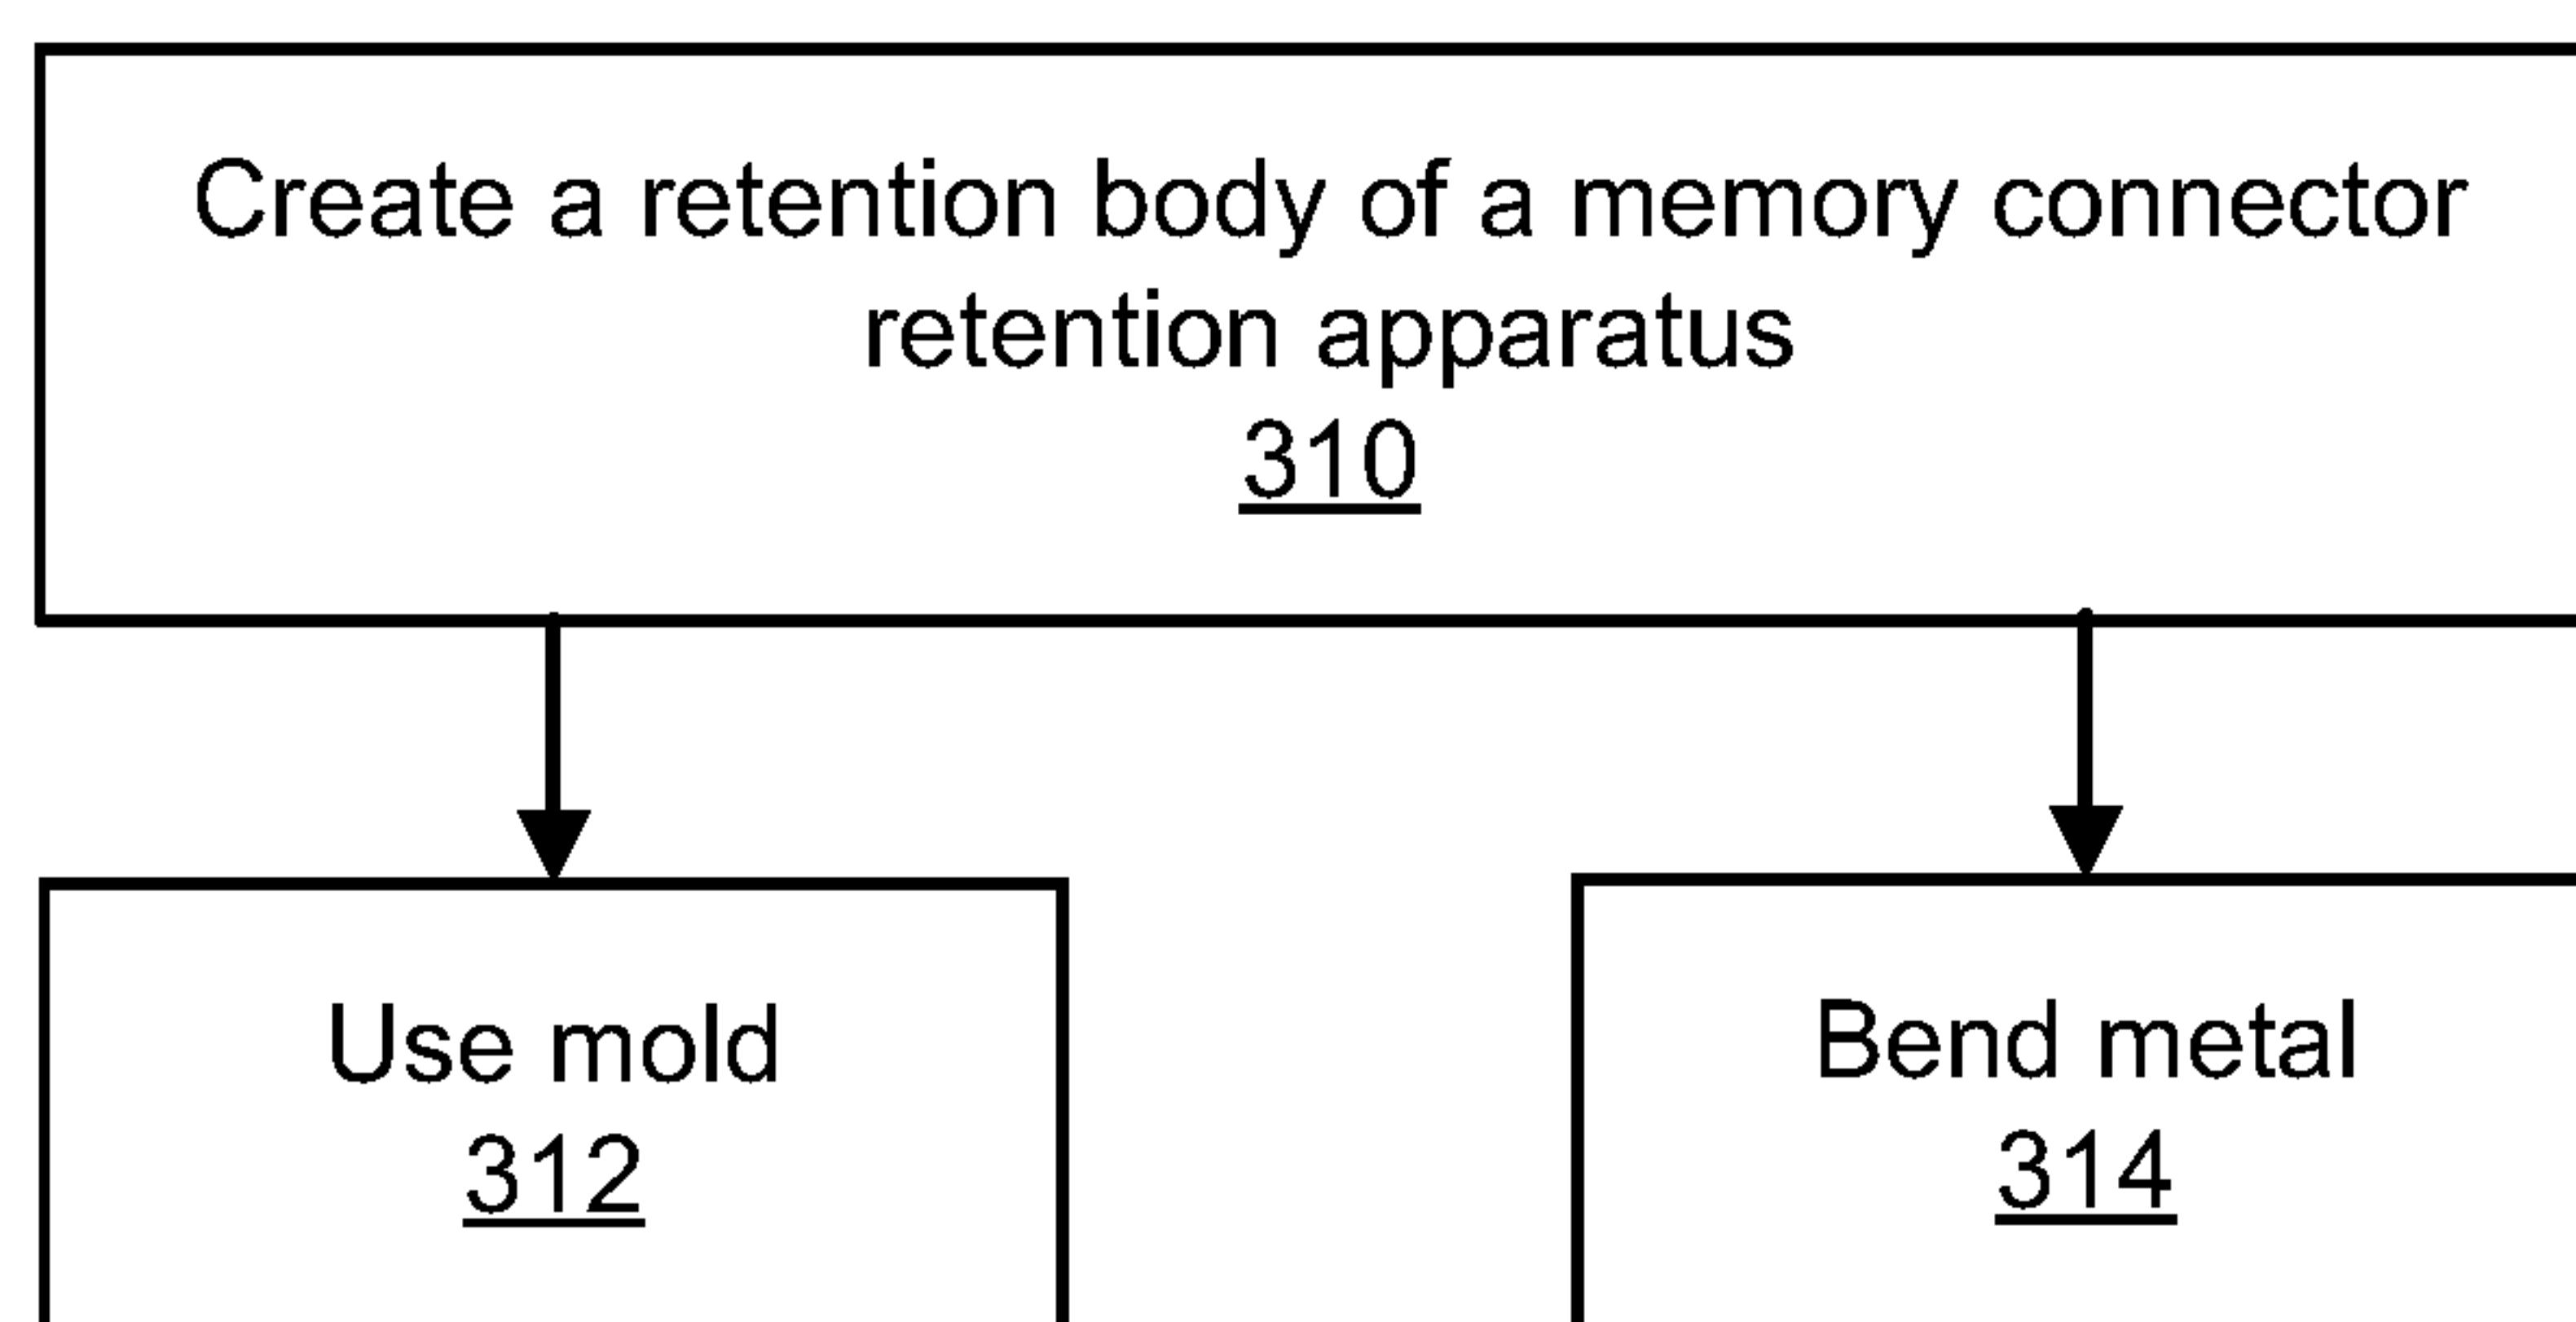 Create a retention body of a memory connector
retention apparatus
310
Use mold
312
Bend metal
314